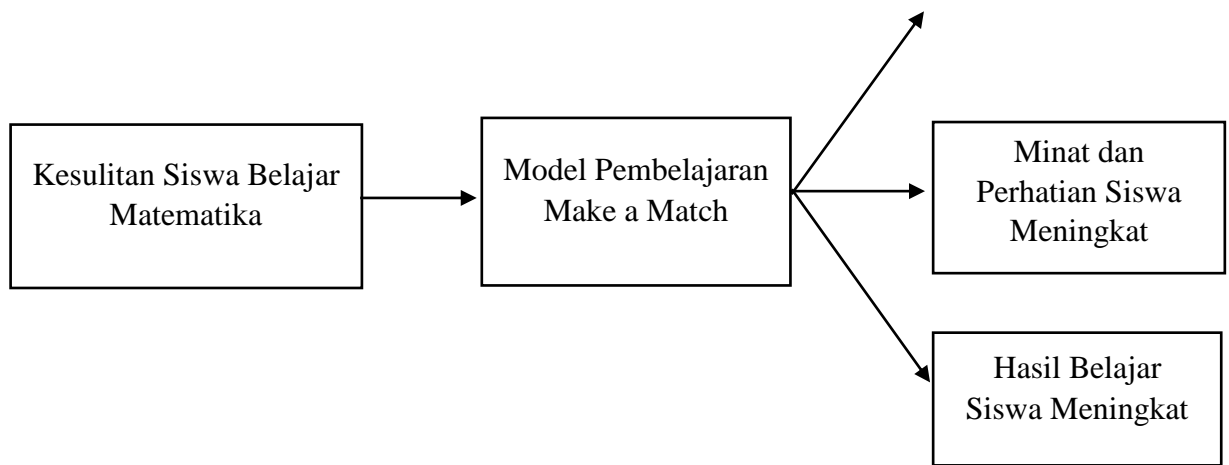 Kesulitan Siswa Belajar
Matematika
Model Pembelajaran
Make a Match
Minat dan
Perhatian Siswa
Meningkat
Hasil Belajar
Siswa Meningkat